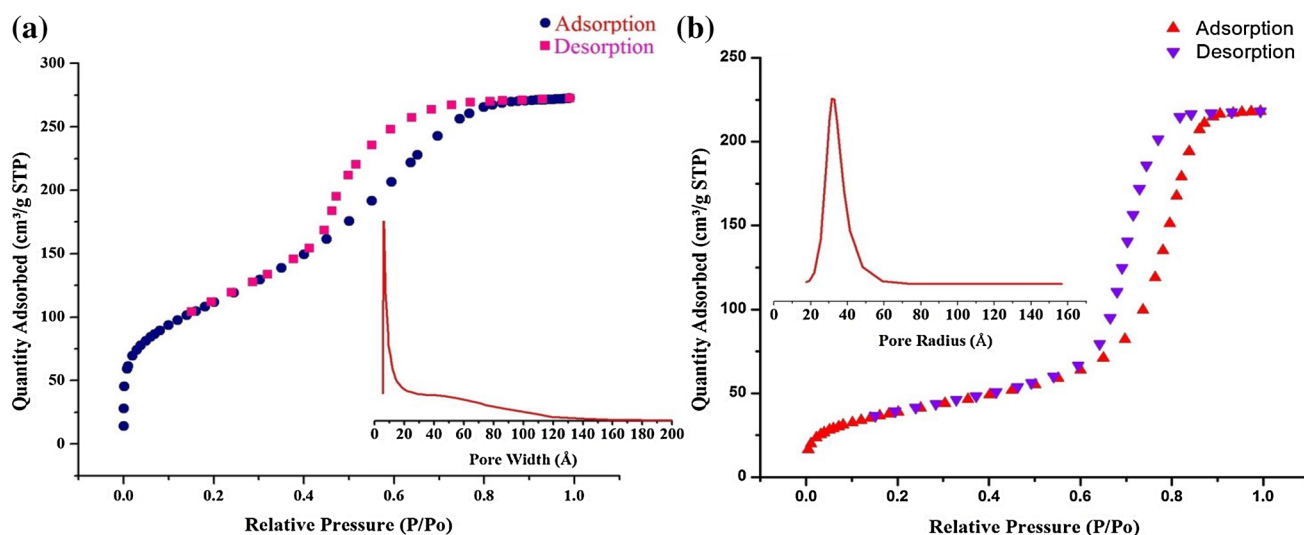 (a)
Adsorption
Desorption
300
250
200
150
100
50
0
Quantity Adsorbed (cm³/g STP)
0 20 40 60 80 100 120 140 160 180 200
Pore Width (Å)
0.0 0.2 0.4 0.6 0.8 1.0
Relative Pressure (P/Po)
(b)
Adsorption
Desorption
250
200
150
100
50
0
Quantity Adsorbed (cm³/g STP)
0 20 40 60 80 100 120 140 160
Pore Radius (Å)
0.0 0.2 0.4 0.6 0.8 1.0
Relative Pressure (P/Po)